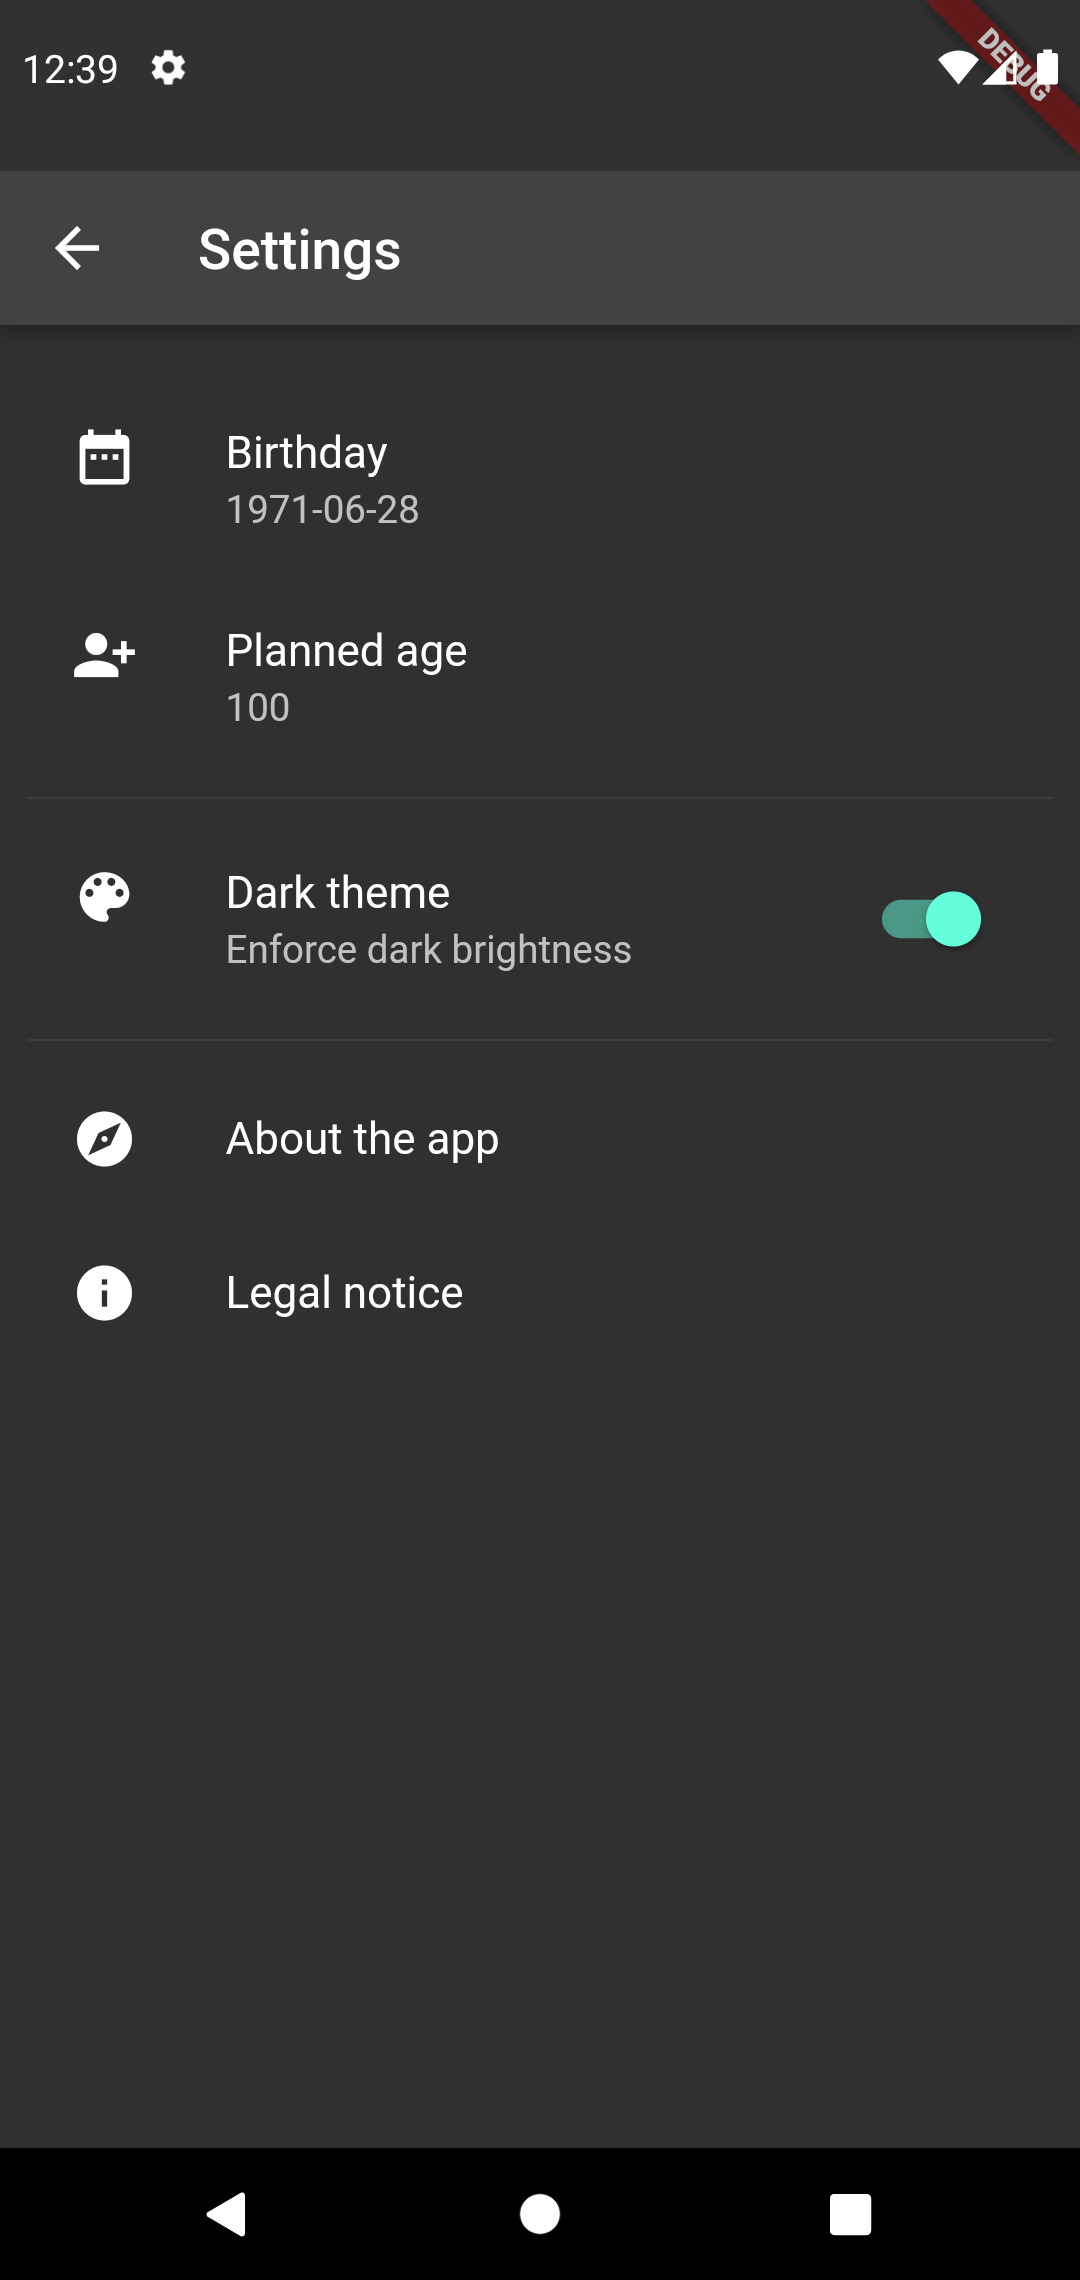 12:39
DEBUG
Settings
Birthday
1971-06-28
Planned age
100
Dark theme
Enforce dark brightness
About the app
Legal notice